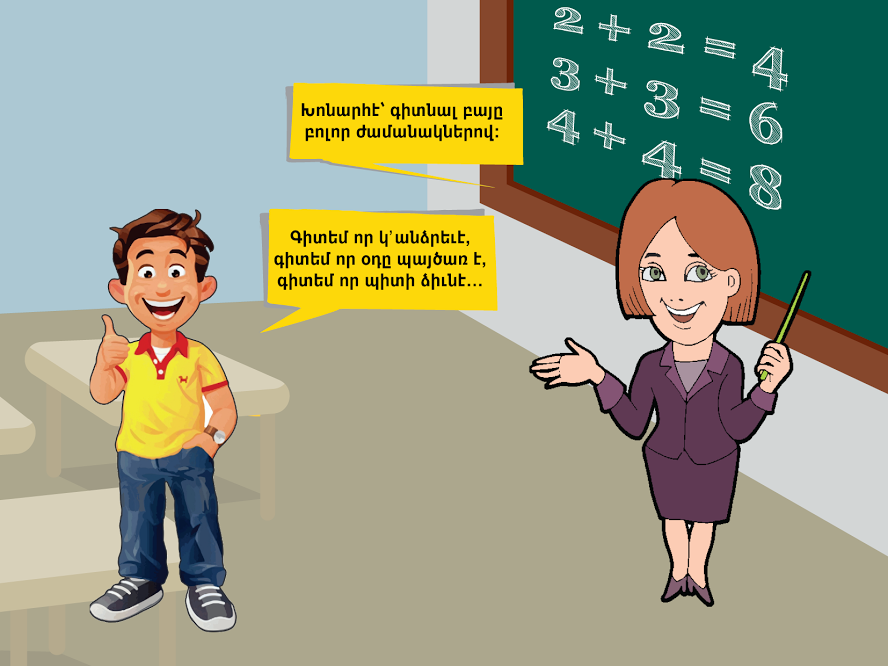 Խոնարհէ՝ գիտնալ բայը
բոլոր ժամանակներով:
Գիտեմ որ կ՚անձրեւէ,
գիտեմ որ օդը պայծառ է,
գիտեմ որ պիտի ձիւնէ...
2 + 2 = 4
3 + 3 = 6
4 + 4 = 8